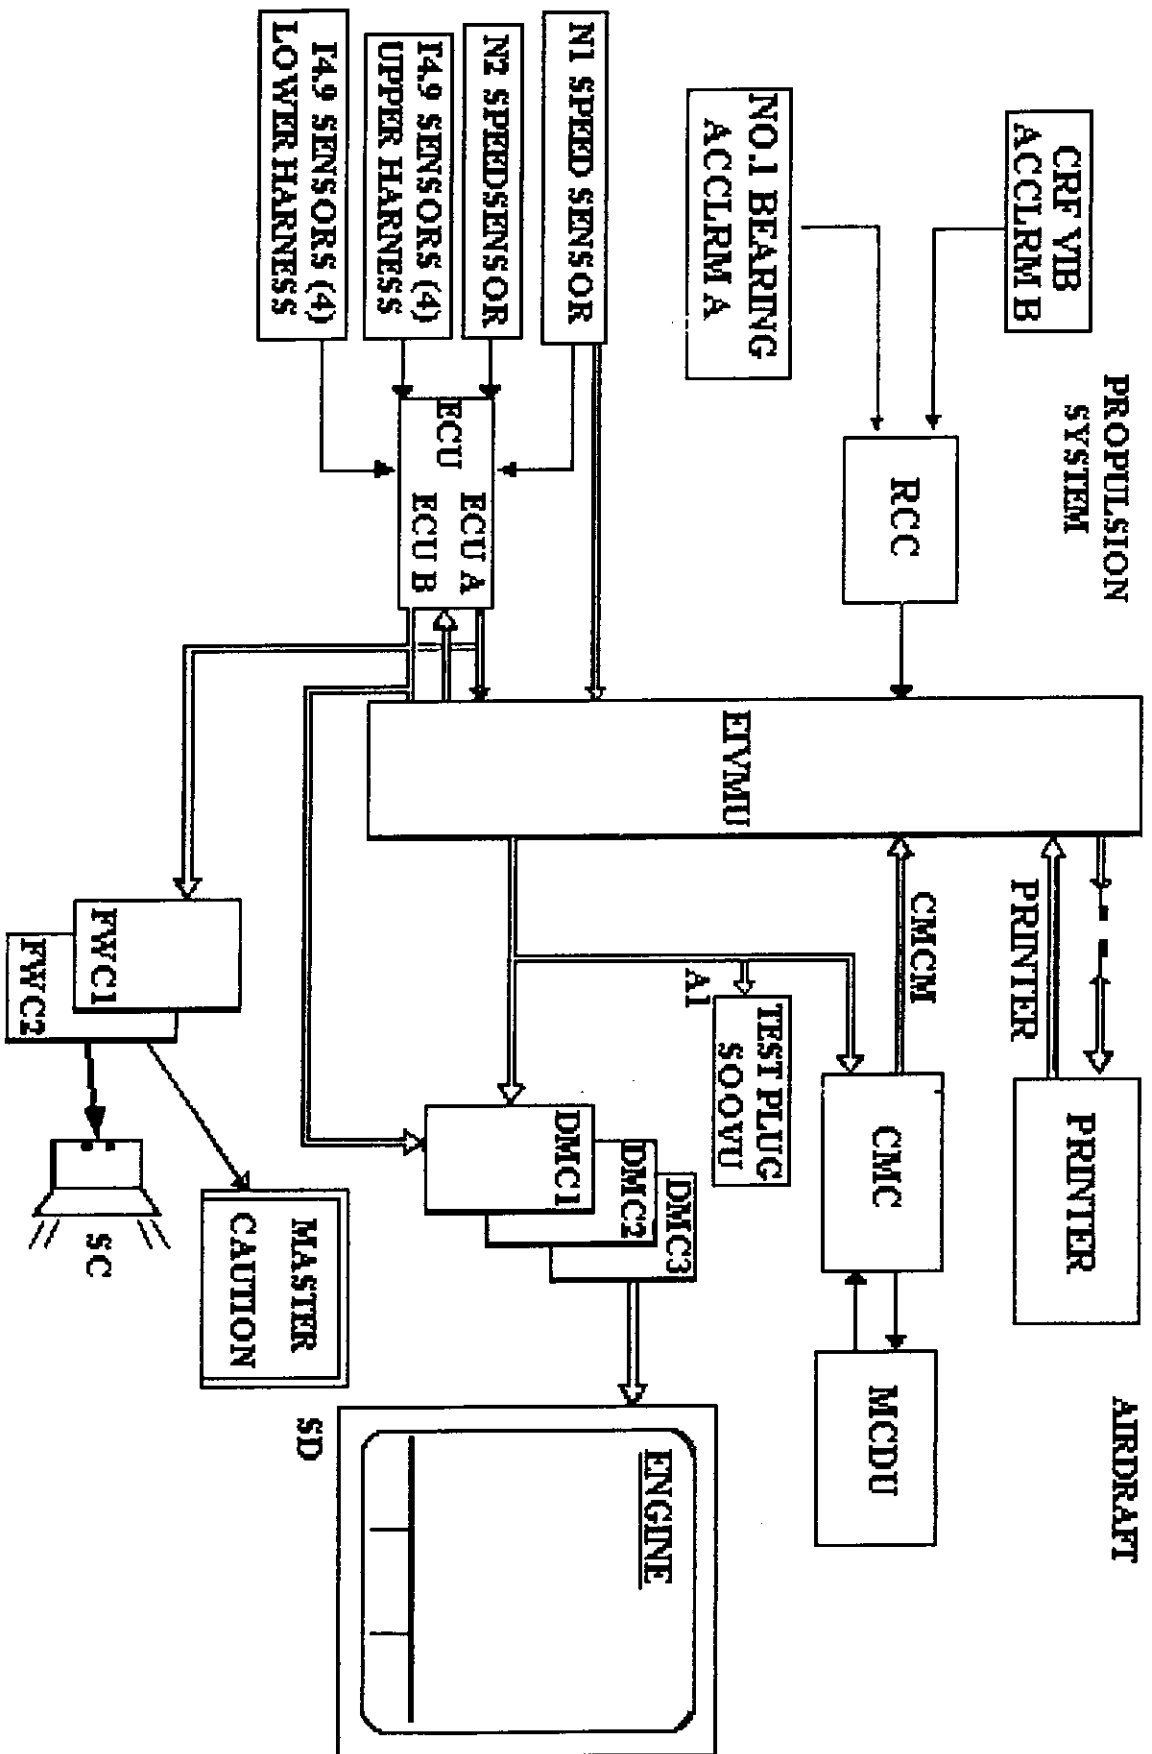 PROPULSION
SYSTEM
AIRDRAFT
CRF VIB
ACCLRM B
NO.1 BEARING
ACCLRM A
RCC
PRINTER
PRINTER
CMCM
CMC
MCDU
TEST PLUG
SOOVU
A1
EIVMU
N1 SPEED SENSOR
N2 SPEEDSENSOR
T4.9 SENSORS (4)
UPPER HARNESS
T4.9 SENSORS (4)
LOWER HARNESS
ECU
ECU A
ECU B
DMC1
DMC2
DMC3
ENGINE
SD
MASTER
CAUTION
FWC1
FWC2
SC